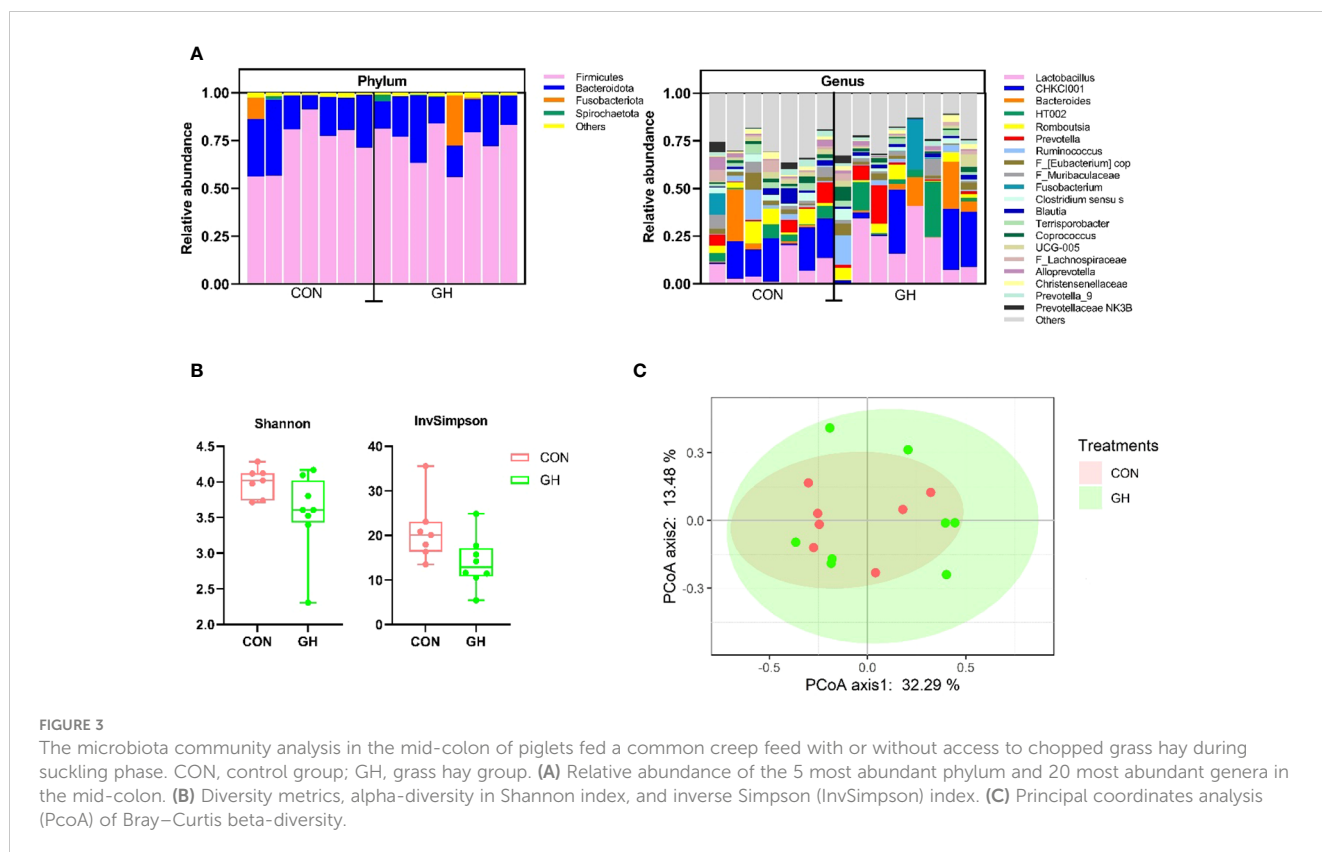 A
Phylum
Relative abundance
1.00
0.75
0.50
0.25
0.00
CON
GH
Firmicutes
Bacteroidota
Fusobacteriota
Spirochaetota
Others
Genus
Relative abundance
1.00
0.75
0.50
0.25
0.00
CON
GH
Lactobacillus
CHKCI001
Bacteroides
HT002
Romboutsia
Prevotella
Ruminococcus
F_[Eubacterium] cop
F_Muribaculaceae
Fusobacterium
Clostridium sensu s
Blautia
Terrisporobacter
Coprococcus
UCG-005
F_Lachnospiraceae
Alloprevotella
Christensenellaceae
Prevotella_9
Prevotellaceae NK3B
Others
B
Shannon
4.5
4.0
3.5
3.0
2.5
2.0
CON
GH
InvSimpson
40
30
20
10
0
CON
GH
CON
GH
C
PCoA axis2: 13.48 %
0.3
0.0
-0.3
-0.5
0.0
0.5
PCoA axis1: 32.29 %
Treatments
CON
GH
FIGURE 3
The microbiota community analysis in the mid-colon of piglets fed a common creep feed with or without access to chopped grass hay during
suckling phase. CON, control group; GH, grass hay group. (A) Relative abundance of the 5 most abundant phylum and 20 most abundant genera in
the mid-colon. (B) Diversity metrics, alpha-diversity in Shannon index, and inverse Simpson (InvSimpson) index. (C) Principal coordinates analysis
(PcoA) of Bray–Curtis beta-diversity.